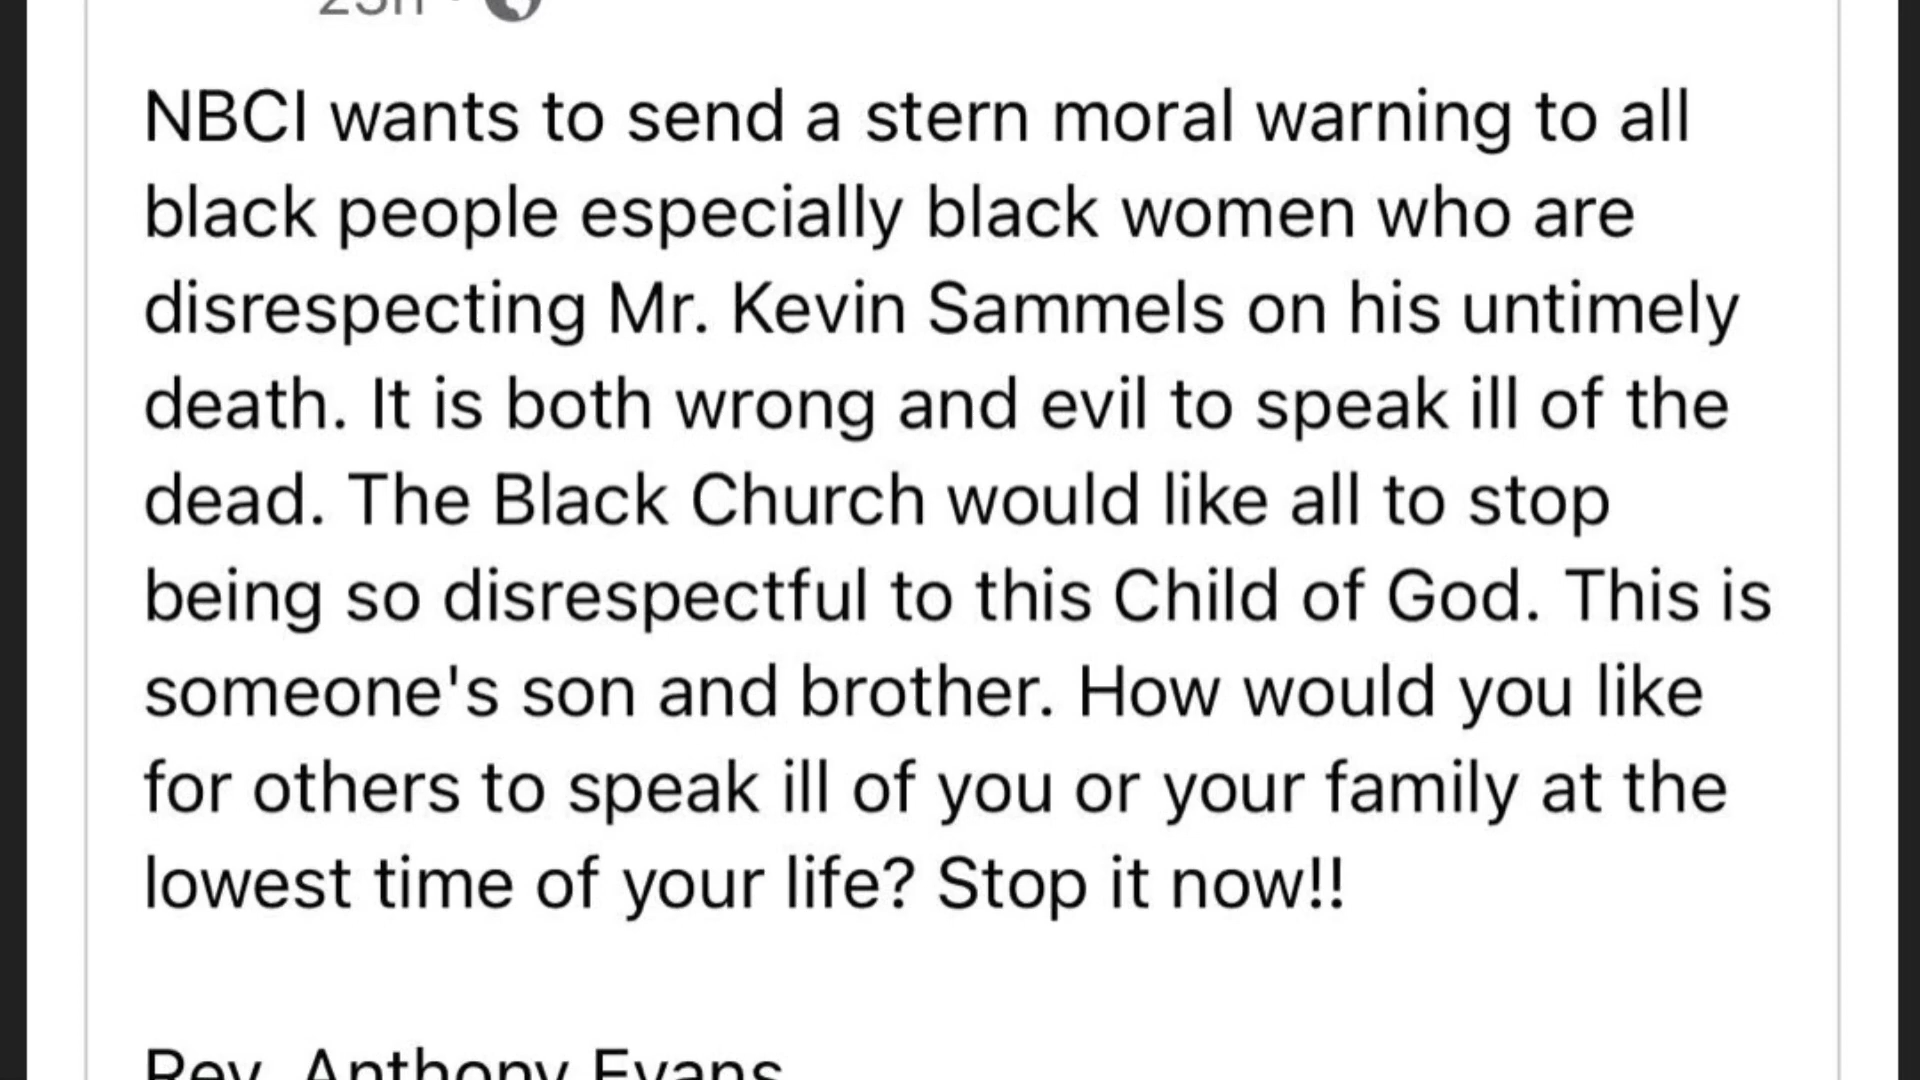 23h
NBCI wants to send a stern moral warning to all
black people especially black women who are
disrespecting Mr. Kevin Sammels on his untimely
death. It is both wrong and evil to speak ill of the
dead. The Black Church would like all to stop
being so disrespectful to this Child of God. This is
someone's son and brother. How would you like
for others to speak ill of you or your family at the
lowest time of your life? Stop it now!!
Rev. Anthony Evans